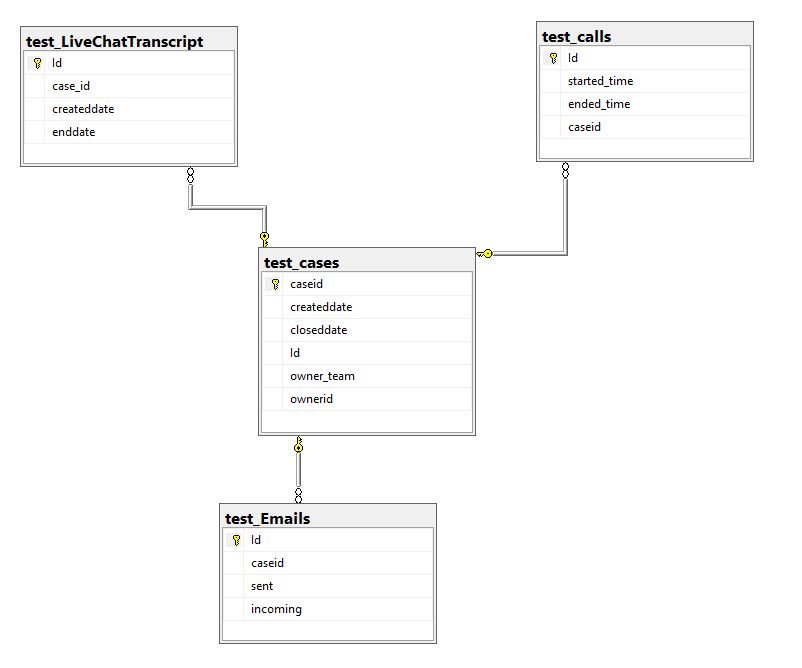 test_LiveChatTranscript
Id
case_id
createddate
enddate
test_calls
Id
started_time
ended_time
caseid
test_cases
caseid
createddate
closeddate
Id
owner_team
ownerid
test_Emails
Id
caseid
sent
incoming